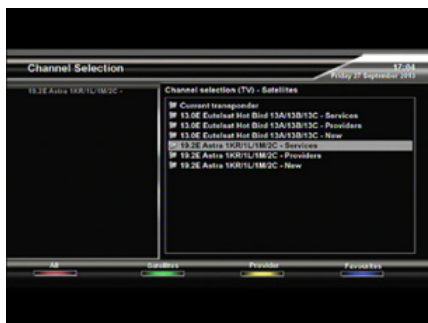 Channel Selection
17:04
Friday 27 September 2013
19.2E Astra 1KR/1L/1M/2C -
Channel selection (TV) - Satellites
Current transponder
13.0E Eutelsat Hot Bird 13A/13B/13C - Services
13.0E Eutelsat Hot Bird 13A/13B/13C - Providers
13.0E Eutelsat Hot Bird 13A/13B/13C - New
19.2E Astra 1KR/1L/1M/2C - Services
19.2E Astra 1KR/1L/1M/2C - Providers
19.2E Astra 1KR/1L/1M/2C - New
All
Satellites
Provider
Favourites